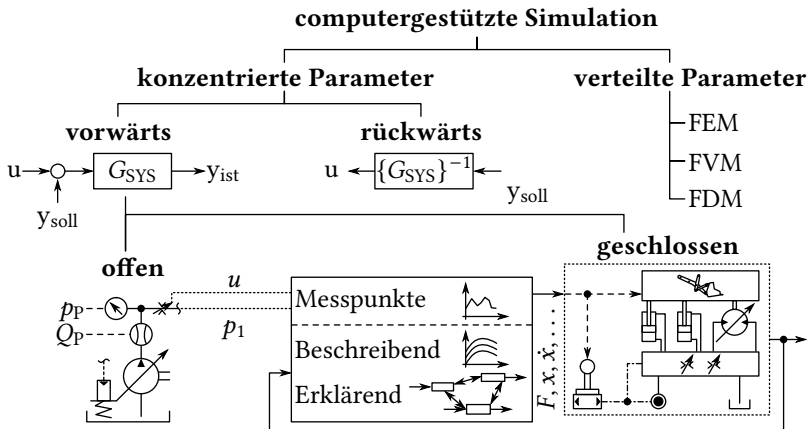 computergestützte Simulation
konzentrierte Parameter
verteilte Parameter
vorwärts
rückwärts
FEM
FVM
FDM
u
G_SYS
y_ist
y_soll
u
{G_SYS}^{-1}
y_soll
offen
geschlossen
p_P
Q_P
u
p_1
Messpunkte
Beschreibend
Erklärend
F, x, ẋ, …